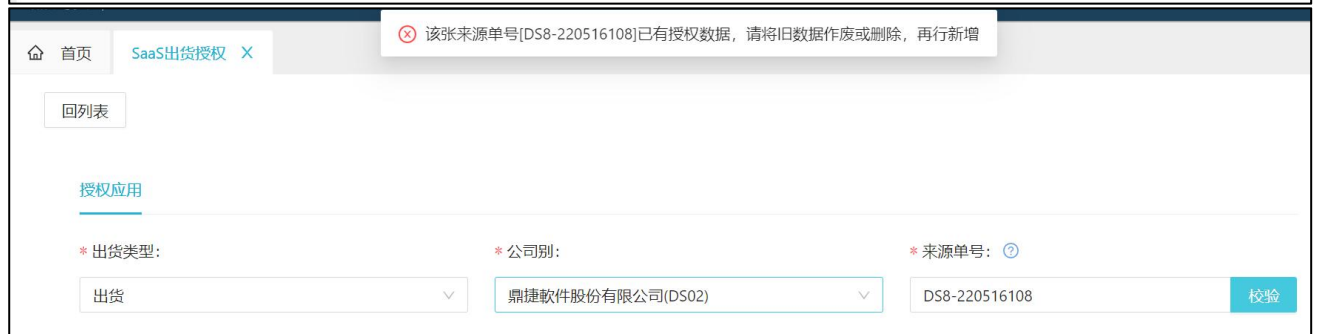 该张来源单号[DS8-220516108]已有授权数据，请将旧数据作废或删除，再行新增
首页 SaaS出货授权 X
回列表
授权应用
* 出货类型: * 公司别: * 来源单号: ?
出货 鼎捷軟件股份有限公司(DS02) DS8-220516108 校验